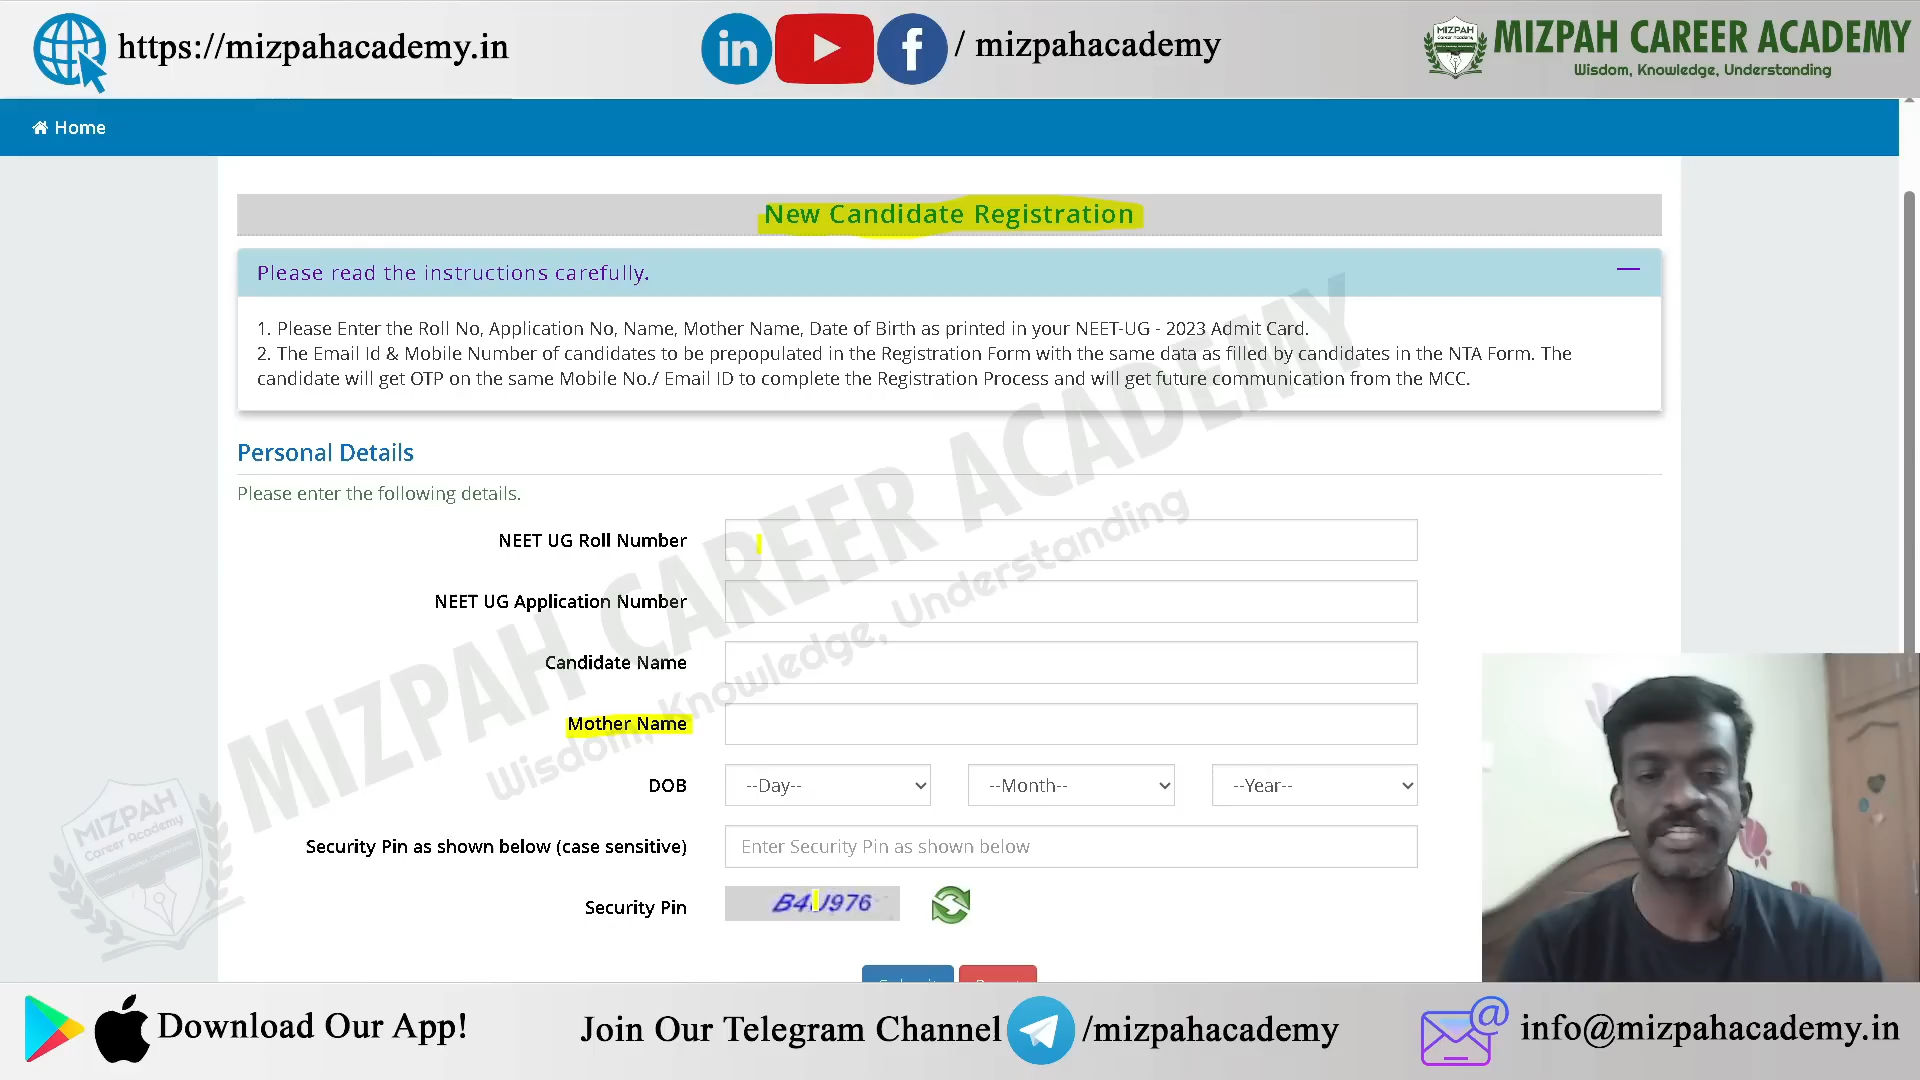 https://mizpahacademy.in
in f / mizpahacademy
MIZPAH Career Academy
MIZPAH CAREER ACADEMY
Wisdom, Knowledge, Understanding
Home
New Candidate Registration
Please read the instructions carefully.
1. Please Enter the Roll No, Application No, Name, Mother Name, Date of Birth as printed in your NEET-UG - 2023 Admit Card.
2. The Email Id & Mobile Number of candidates to be prepopulated in the Registration Form with the same data as filled by candidates in the NTA Form. The
candidate will get OTP on the same Mobile No./ Email ID to complete the Registration Process and will get future communication from the MCC.
Personal Details
Please enter the following details.
NEET UG Roll Number
NEET UG Application Number
Candidate Name
Mother Name
DOB --Day-- --Month-- --Year--
Security Pin as shown below (case sensitive) Enter Security Pin as shown below
Security Pin
MIZPAH CAREER ACADEMY
Wisdom, Knowledge, Understanding
MIZPAH
Career Academy
Download Our App!
Join Our Telegram Channel /mizpahacademy
@ info@mizpahacademy.in